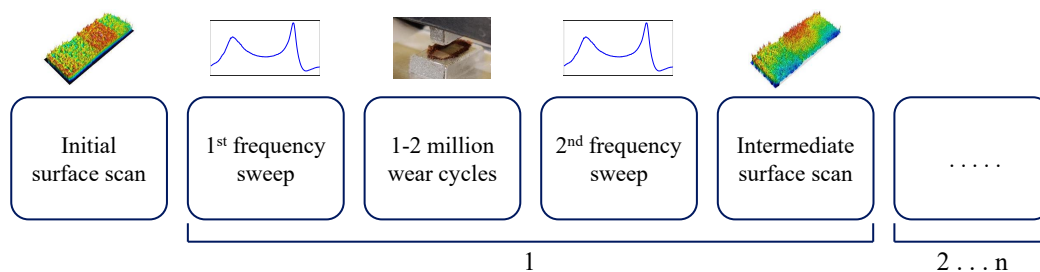 Initial
surface scan
1st frequency
sweep
1-2 million
wear cycles
2nd frequency
sweep
Intermediate
surface scan
. . . . .
1
2 . . . n